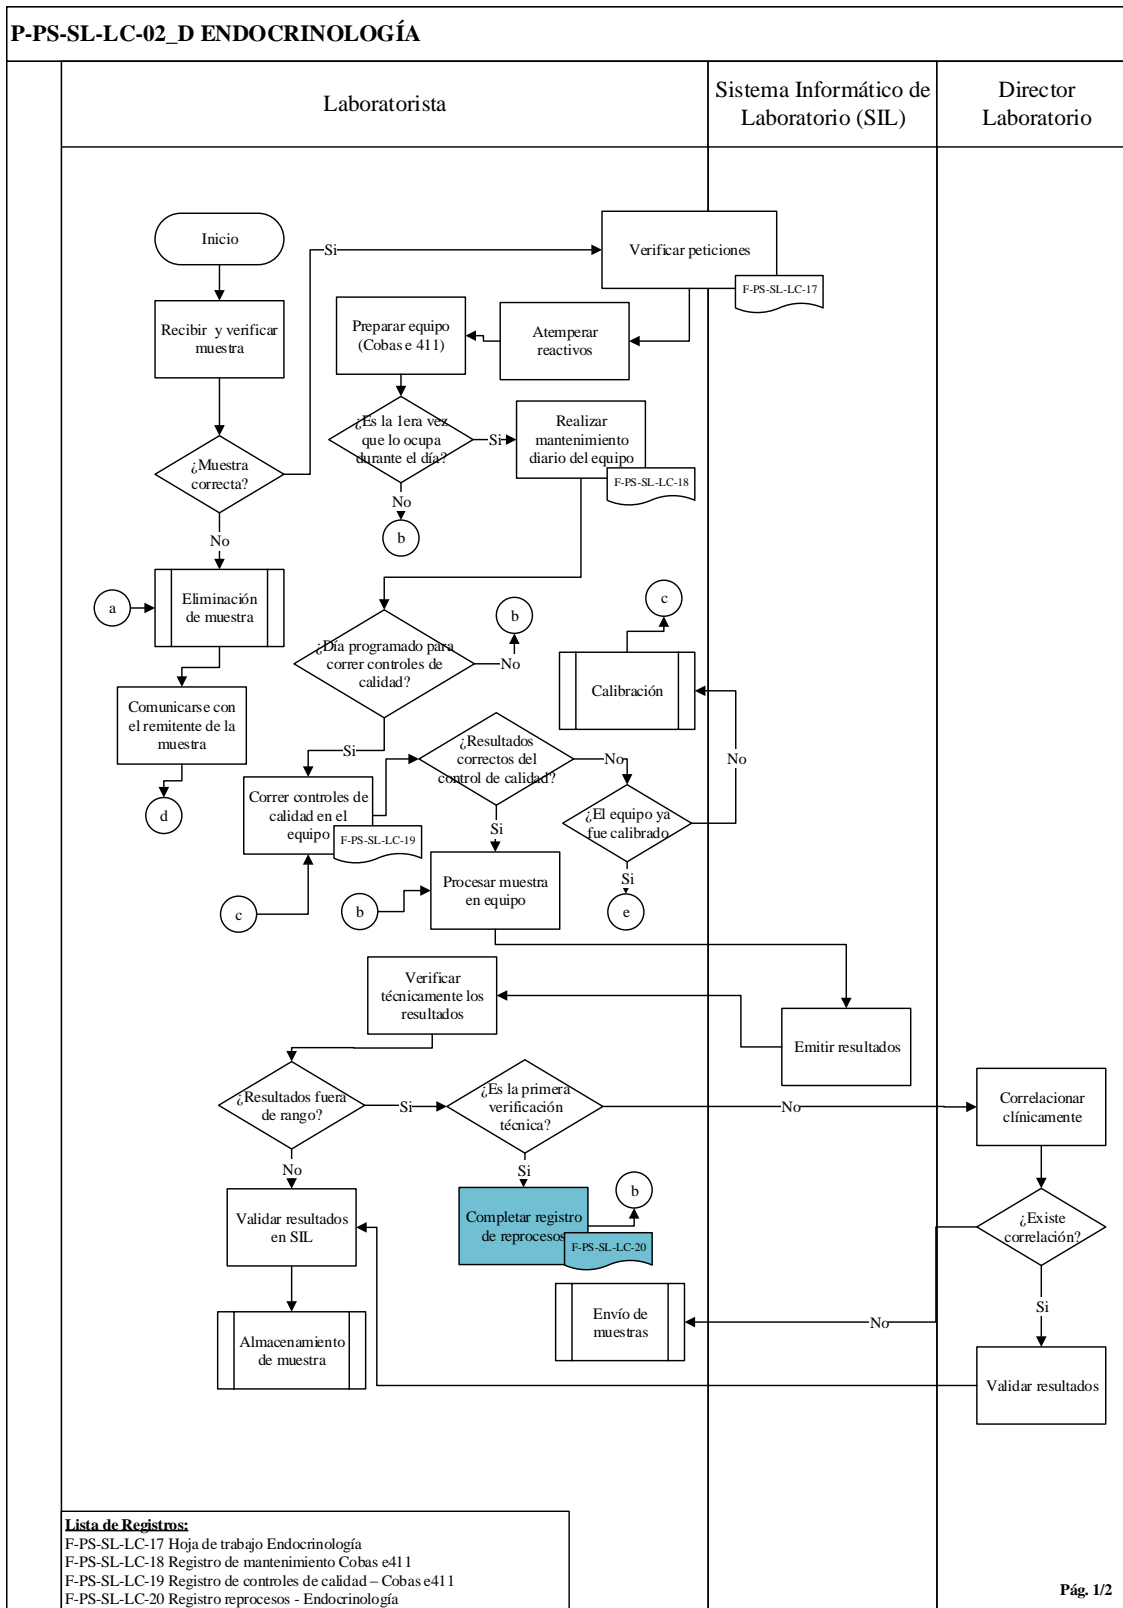 P-PS-SL-LC-02_D ENDOCRINOLOGÍA
Laboratorista
Sistema Informático de
Laboratorio (SIL)
Director
Laboratorio
Inicio
Si
Verificar peticiones
F-PS-SL-LC-17
Recibir y verificar
muestra
Preparar equipo
(Cobas e 411)
Atemperar
reactivos
¿Es la 1era vez
que lo ocupa
durante el día?
Si
Realizar
mantenimiento
diario del equipo
F-PS-SL-LC-18
¿Muestra
correcta?
No
b
No
a
Eliminación
de muestra
c
b
¿Día programado para
correr controles de
calidad?
No
Calibración
Comunicarse con
el remitente de la
muestra
d
Si
¿Resultados
correctos del
control de calidad?
No
No
Correr controles de
calidad en el
equipo
F-PS-SL-LC-19
¿El equipo ya
fue calibrado
Si
Si
Procesar muestra
en equipo
c
b
e
Verificar
técnicamente los
resultados
Emitir resultados
¿Resultados fuera
de rango?
Si
¿Es la primera
verificación
técnica?
No
Correlacionar
clínicamente
No
Si
Validar resultados
en SIL
Completar registro
de reprocesos
F-PS-SL-LC-20
b
¿Existe
correlación?
Si
Envío de
muestras
No
Almacenamiento
de muestra
Validar resultados
Lista de Registros:
F-PS-SL-LC-17 Hoja de trabajo Endocrinología
F-PS-SL-LC-18 Registro de mantenimiento Cobas e411
F-PS-SL-LC-19 Registro de controles de calidad – Cobas e411
F-PS-SL-LC-20 Registro reprocesos - Endocrinología
Pág. 1/2